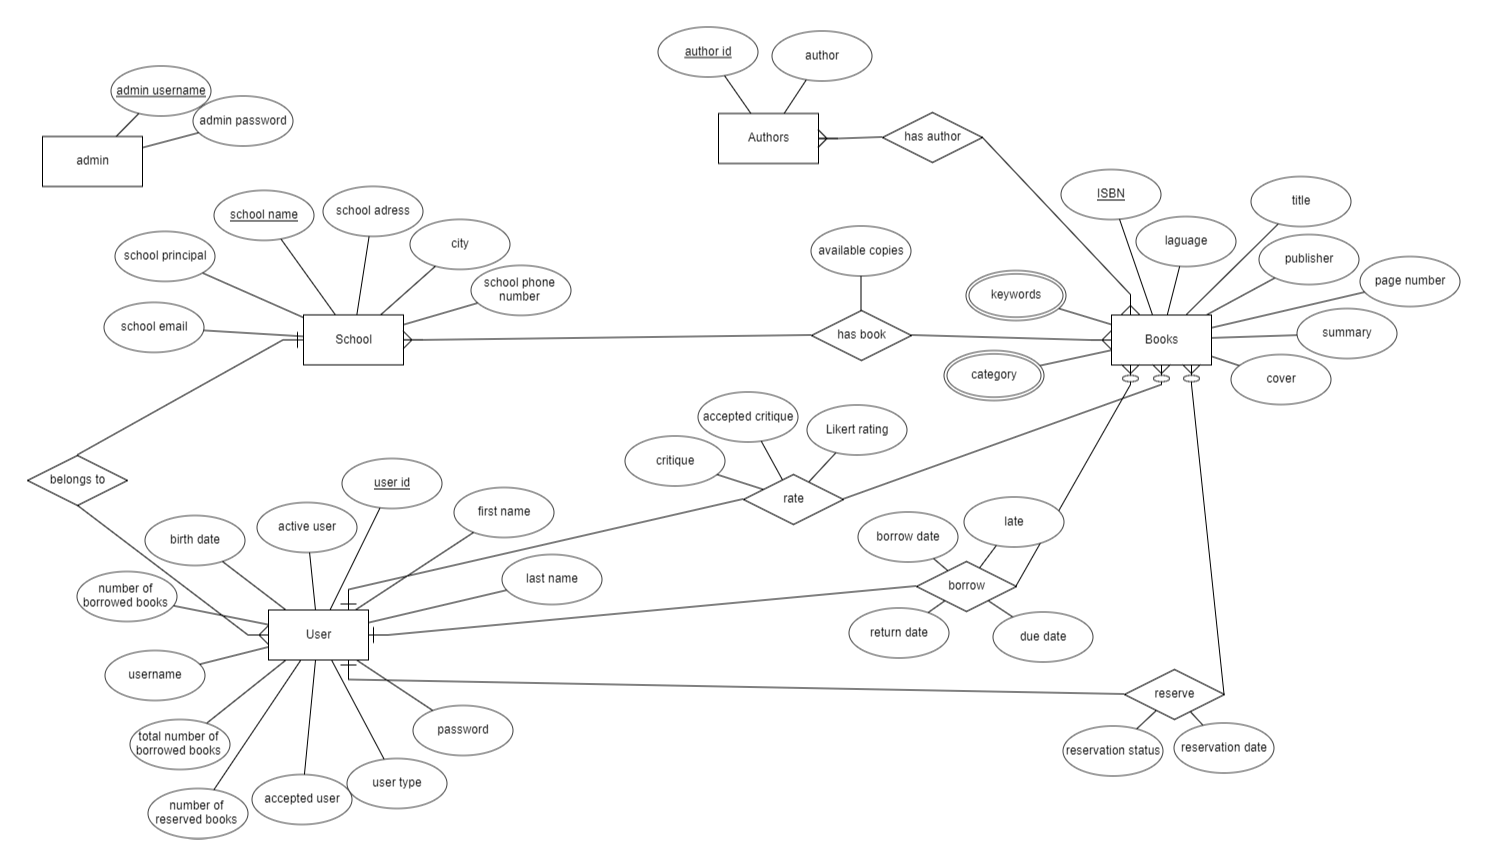 author id
author
admin username
admin password
Authors
has author
admin
ISBN
title
school name
school adress
city
laguage
school principal
available copies
publisher
school phone
number
keywords
page number
school email
School
has book
Books
summary
category
cover
accepted critique
Likert rating
critique
belongs to
user id
rate
first name
active user
late
birth date
borrow date
last name
number of
borrowed books
borrow
User
return date
due date
username
reserve
password
total number of
borrowed books
reservation status
reservation date
user type
accepted user
number of
reserved books